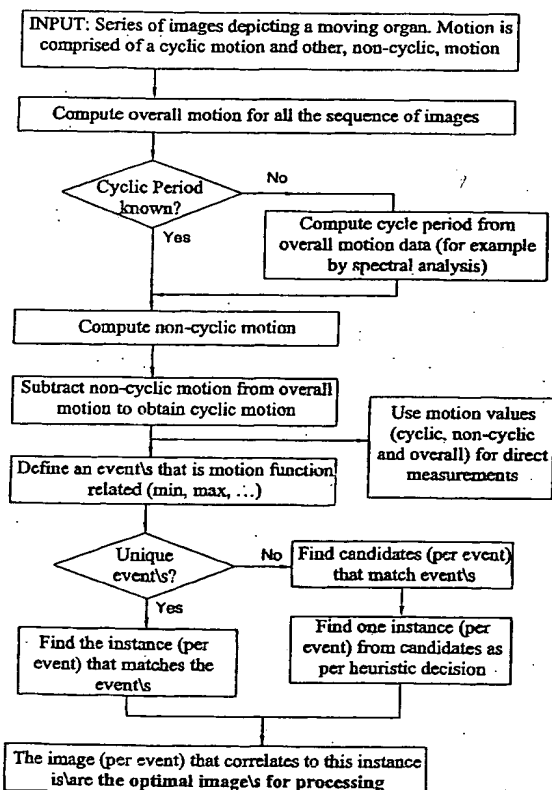 INPUT: Series of images depicting a moving organ. Motion is
comprised of a cyclic motion and other, non-cyclic, motion
Compute overall motion for all the sequence of images
Cyclic Period
known?
No
Yes
Compute cycle period from
overall motion data (for example
by spectral analysis)
Compute non-cyclic motion
Subtract non-cyclic motion from overall
motion to obtain cyclic motion
Use motion values
(cyclic, non-cyclic
and overall) for direct
measurements
Define an event\s that is motion function
related (min, max, ...)
Unique
event\s?
No
Yes
Find candidates (per event)
that match event\s
Find the instance (per
event) that matches the
event\s
Find one instance (per
event) from candidates as
per heuristic decision
The image (per event) that correlates to this instance
is\are the optimal image\s for processing